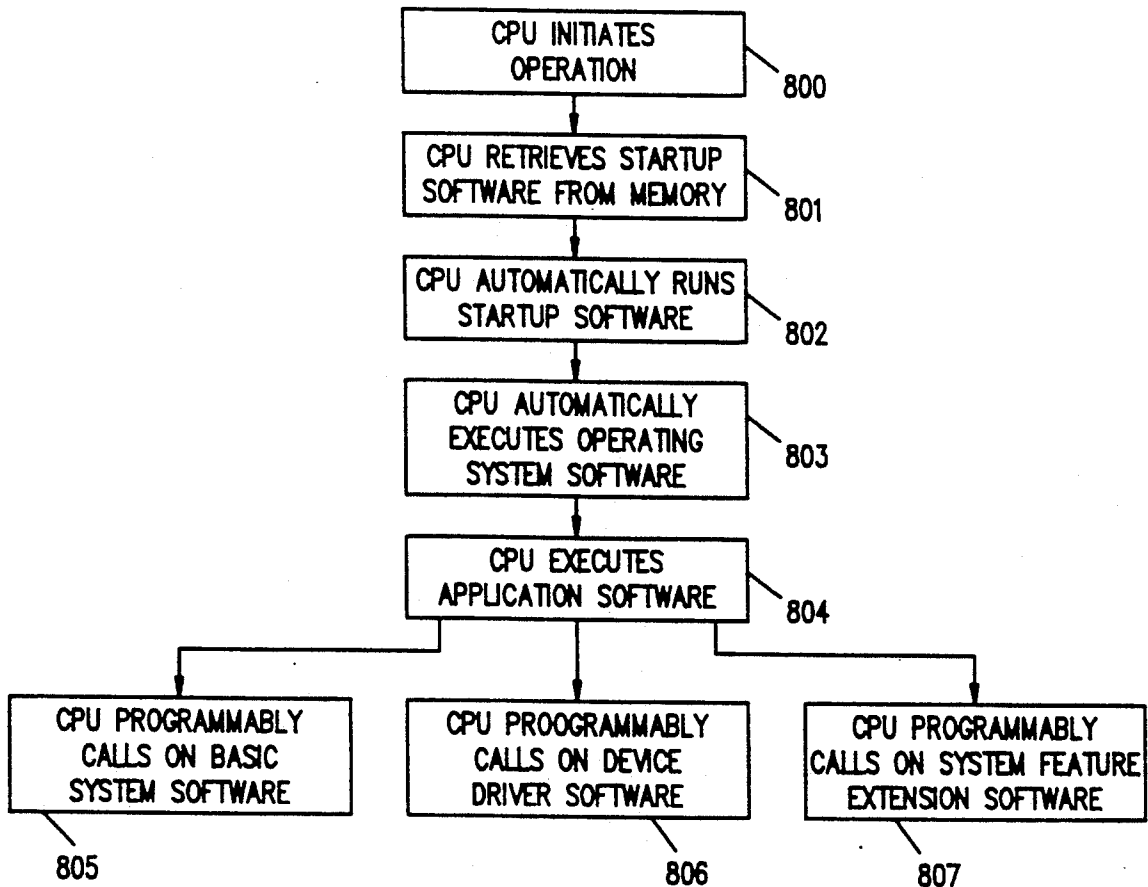 CPU INITIATES
OPERATION
800
CPU RETRIEVES STARTUP
SOFTWARE FROM MEMORY
801
CPU AUTOMATICALLY RUNS
STARTUP SOFTWARE
802
CPU AUTOMATICALLY
EXECUTES OPERATING
SYSTEM SOFTWARE
803
CPU EXECUTES
APPLICATION SOFTWARE
804
CPU PROGRAMMABLY
CALLS ON BASIC
SYSTEM SOFTWARE
805
CPU PROOGRAMMABLY
CALLS ON DEVICE
DRIVER SOFTWARE
806
CPU PROGRAMMABLY
CALLS ON SYSTEM FEATURE
EXTENSION SOFTWARE
807